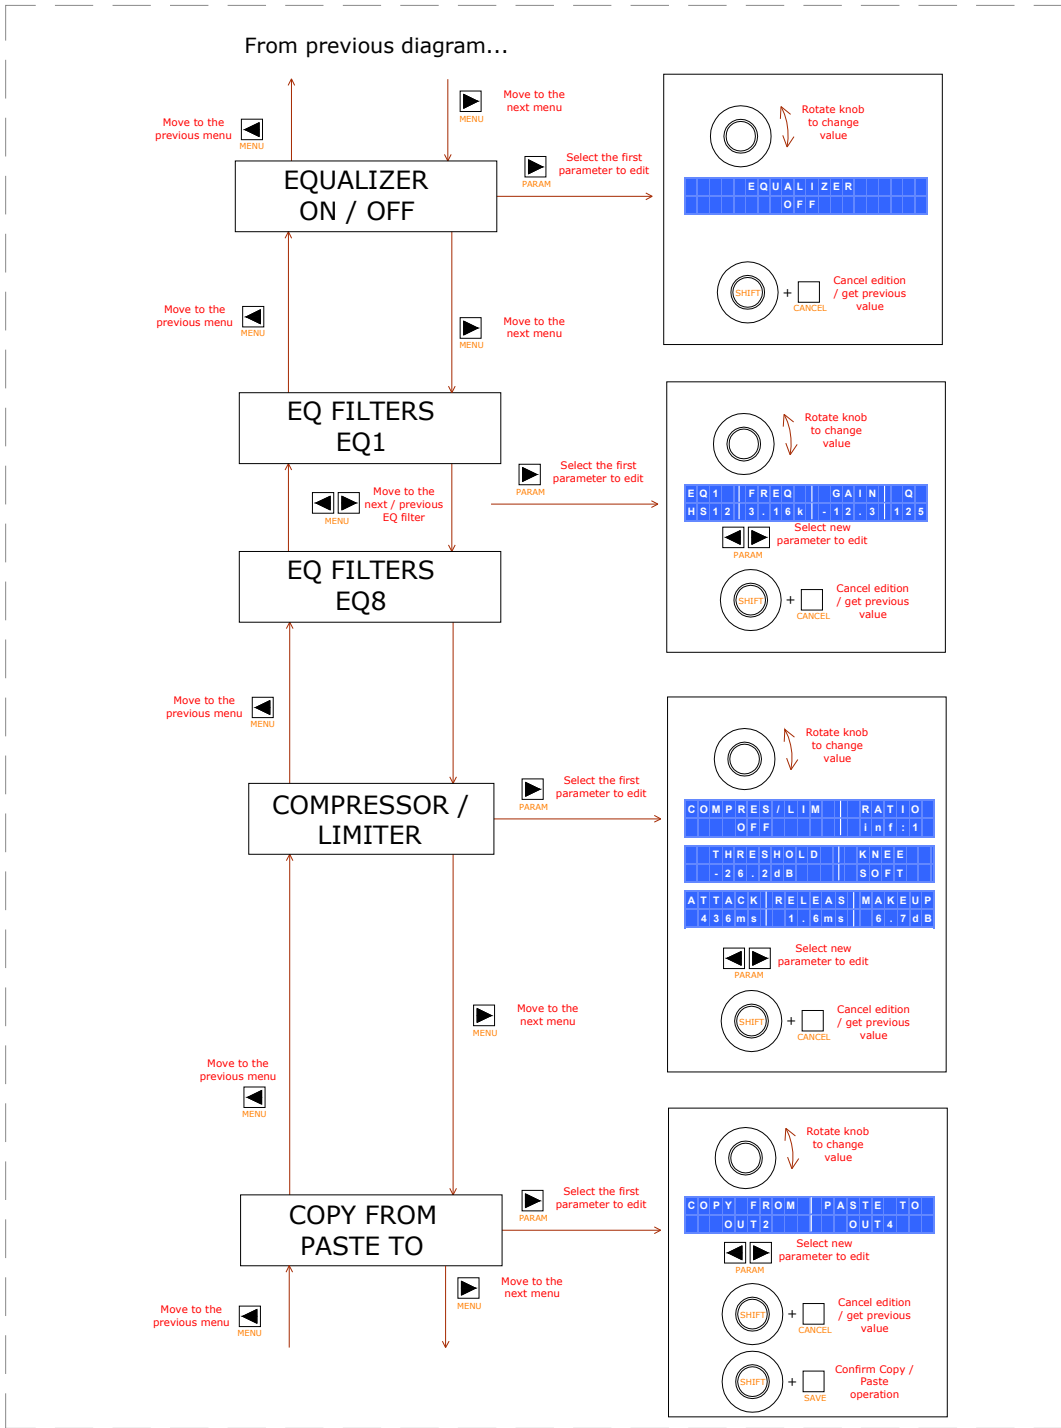 From previous diagram...
Move to the
next menu
MENU
Move to the
previous menu
MENU
EQUALIZER
ON / OFF
Select the first
parameter to edit
PARAM
Rotate knob
to change
value
EQUALIZER
OFF
SHIFT
+
CANCEL
Cancel edition
/ get previous
value
Move to the
previous menu
MENU
Move to the
next menu
MENU
EQ FILTERS
EQ1
Move to the
next / previous
EQ filter
MENU
Select the first
parameter to edit
PARAM
Rotate knob
to change
value
EQ1 FREQ GAIN Q
HS12 3.16k -12.3 125
Select new
parameter to edit
PARAM
SHIFT
+
CANCEL
Cancel edition
/ get previous
value
EQ FILTERS
EQ8
Move to the
previous menu
MENU
COMPRESSOR /
LIMITER
Select the first
parameter to edit
PARAM
Rotate knob
to change
value
COMPRES/LIM RATIO
OFF inf:1
THRESHOLD KNEE
-26.2dB SOFT
ATTACK RELEAS MAKEUP
436ms 1.6ms 6.7dB
Select new
parameter to edit
PARAM
SHIFT
+
CANCEL
Cancel edition
/ get previous
value
Move to the
next menu
MENU
Move to the
previous menu
MENU
COPY FROM
PASTE TO
Select the first
parameter to edit
PARAM
Rotate knob
to change
value
COPY FROM PASTE TO
OUT2 OUT4
Select new
parameter to edit
PARAM
SHIFT
+
CANCEL
Cancel edition
/ get previous
value
SHIFT
+
SAVE
Confirm Copy /
Paste
operation
Move to the
next menu
MENU
Move to the
previous menu
MENU